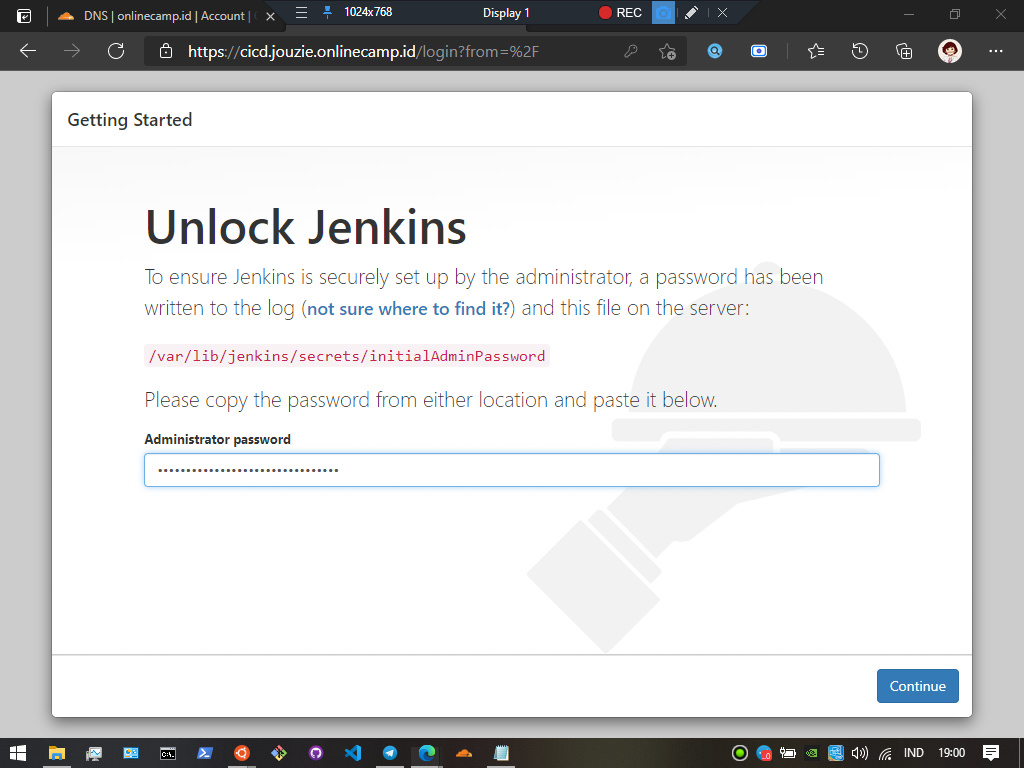 DNS | onlinecamp.id | Account |
1024x768
Display 1
REC
https://cicd.jouzie.onlinecamp.id/login?from=%2F
Getting Started
Unlock Jenkins
To ensure Jenkins is securely set up by the administrator, a password has been
written to the log (not sure where to find it?) and this file on the server:
/var/lib/jenkins/secrets/initialAdminPassword
Please copy the password from either location and paste it below.
Administrator password
••••••••••••••••••••••••••••••••
Continue
IND
19:00